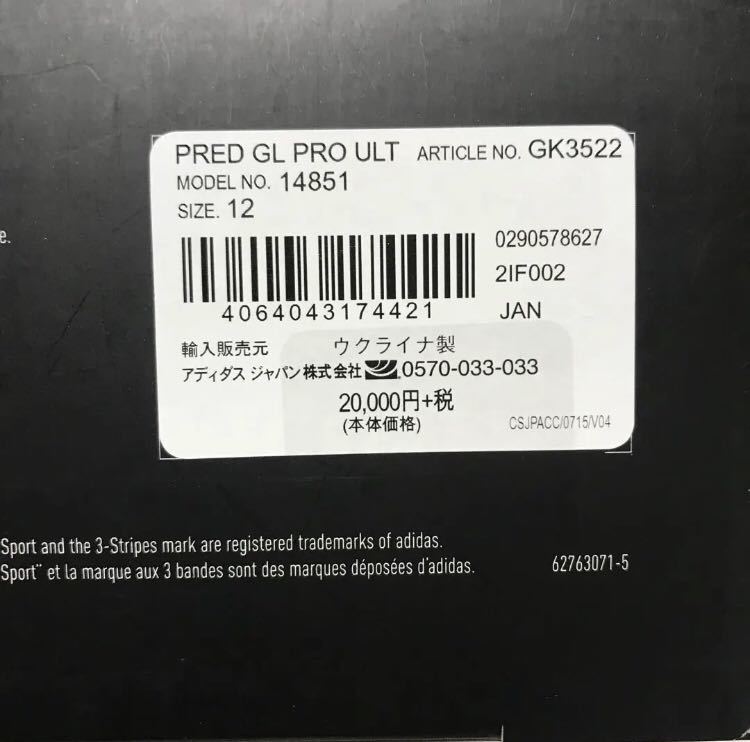 PRED GL PRO ULT ARTICLE NO. GK3522
MODEL NO. 14851
SIZE. 12
e.
0290578627
2IF002
4064043174421
JAN
輸入販売元 ウクライナ製
アディダス ジャパン株式会社 0570-033-033
20,000円+税
(本体価格)
CSJPACC/0715/V04
Sport and the 3-Stripes mark are registered trademarks of adidas.
Sport¨ et la marque aux 3 bandes sont des marques déposées d'adidas.
62763071-5